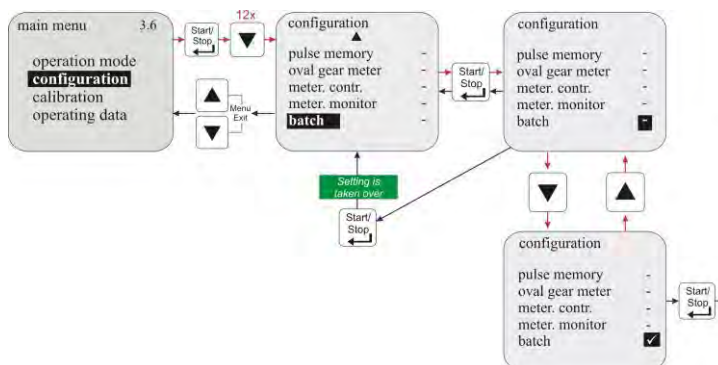 main menu 3.6
operation mode
configuration
calibration
operating data
Start/
Stop
12x
Menu
Exit
configuration
pulse memory -
oval gear meter -
meter. contr. -
meter. monitor -
batch -
Start/
Stop
configuration
pulse memory -
oval gear meter -
meter. contr. -
meter. monitor -
batch -
Setting is
taken over
Start/
Stop
configuration
pulse memory -
oval gear meter -
meter. contr. -
meter. monitor -
batch ✓
Start/
Stop